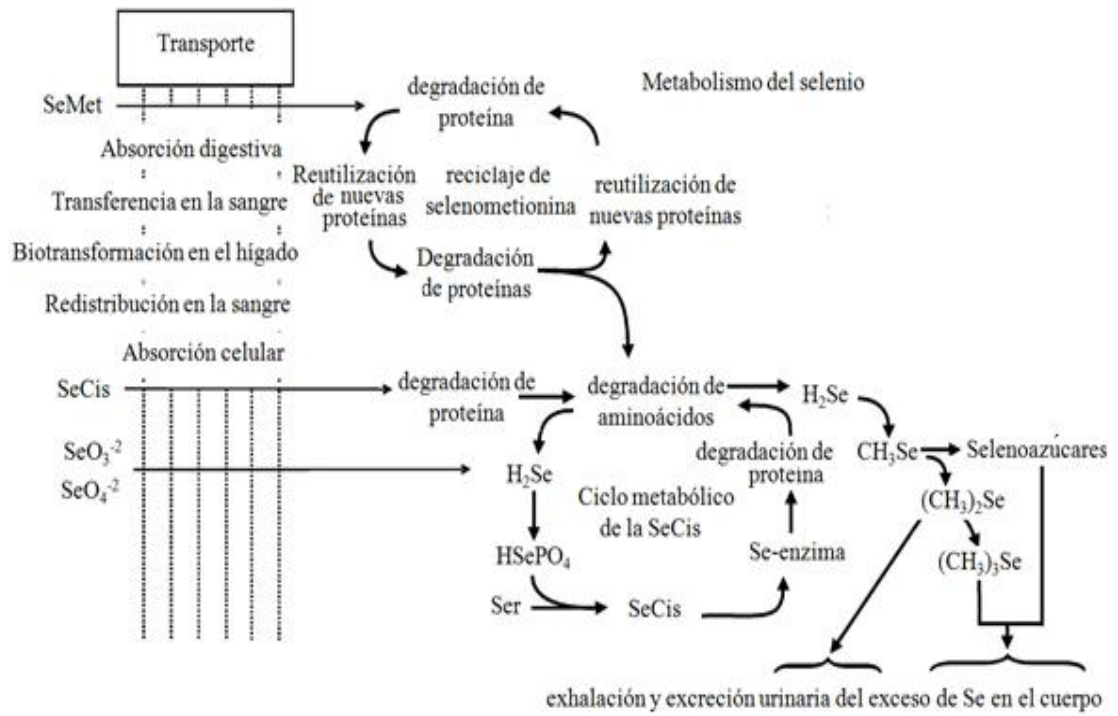 Transporte
Metabolismo del selenio
SeMet
degradación de
proteína
Absorción digestiva
Reutilización
de nuevas
proteínas
reciclaje de
selenometionina
reutilización de
nuevas proteínas
Transferencia en la sangre
Biotransformación en el hígado
Degradación
de proteínas
Redistribución en la sangre
Absorción celular
SeCis
degradación de
proteína
degradación de
aminoácidos
H₂Se
SeO₃⁻²
SeO₄⁻²
H₂Se
degradación de
proteína
CH₃Se
Selenoazúcares
Ciclo metabólico
de la SeCis
(CH₃)₂Se
HSePO₄
Se-enzima
(CH₃)₃Se
Ser
SeCis
exhalación y excreción urinaria del exceso de Se en el cuerpo